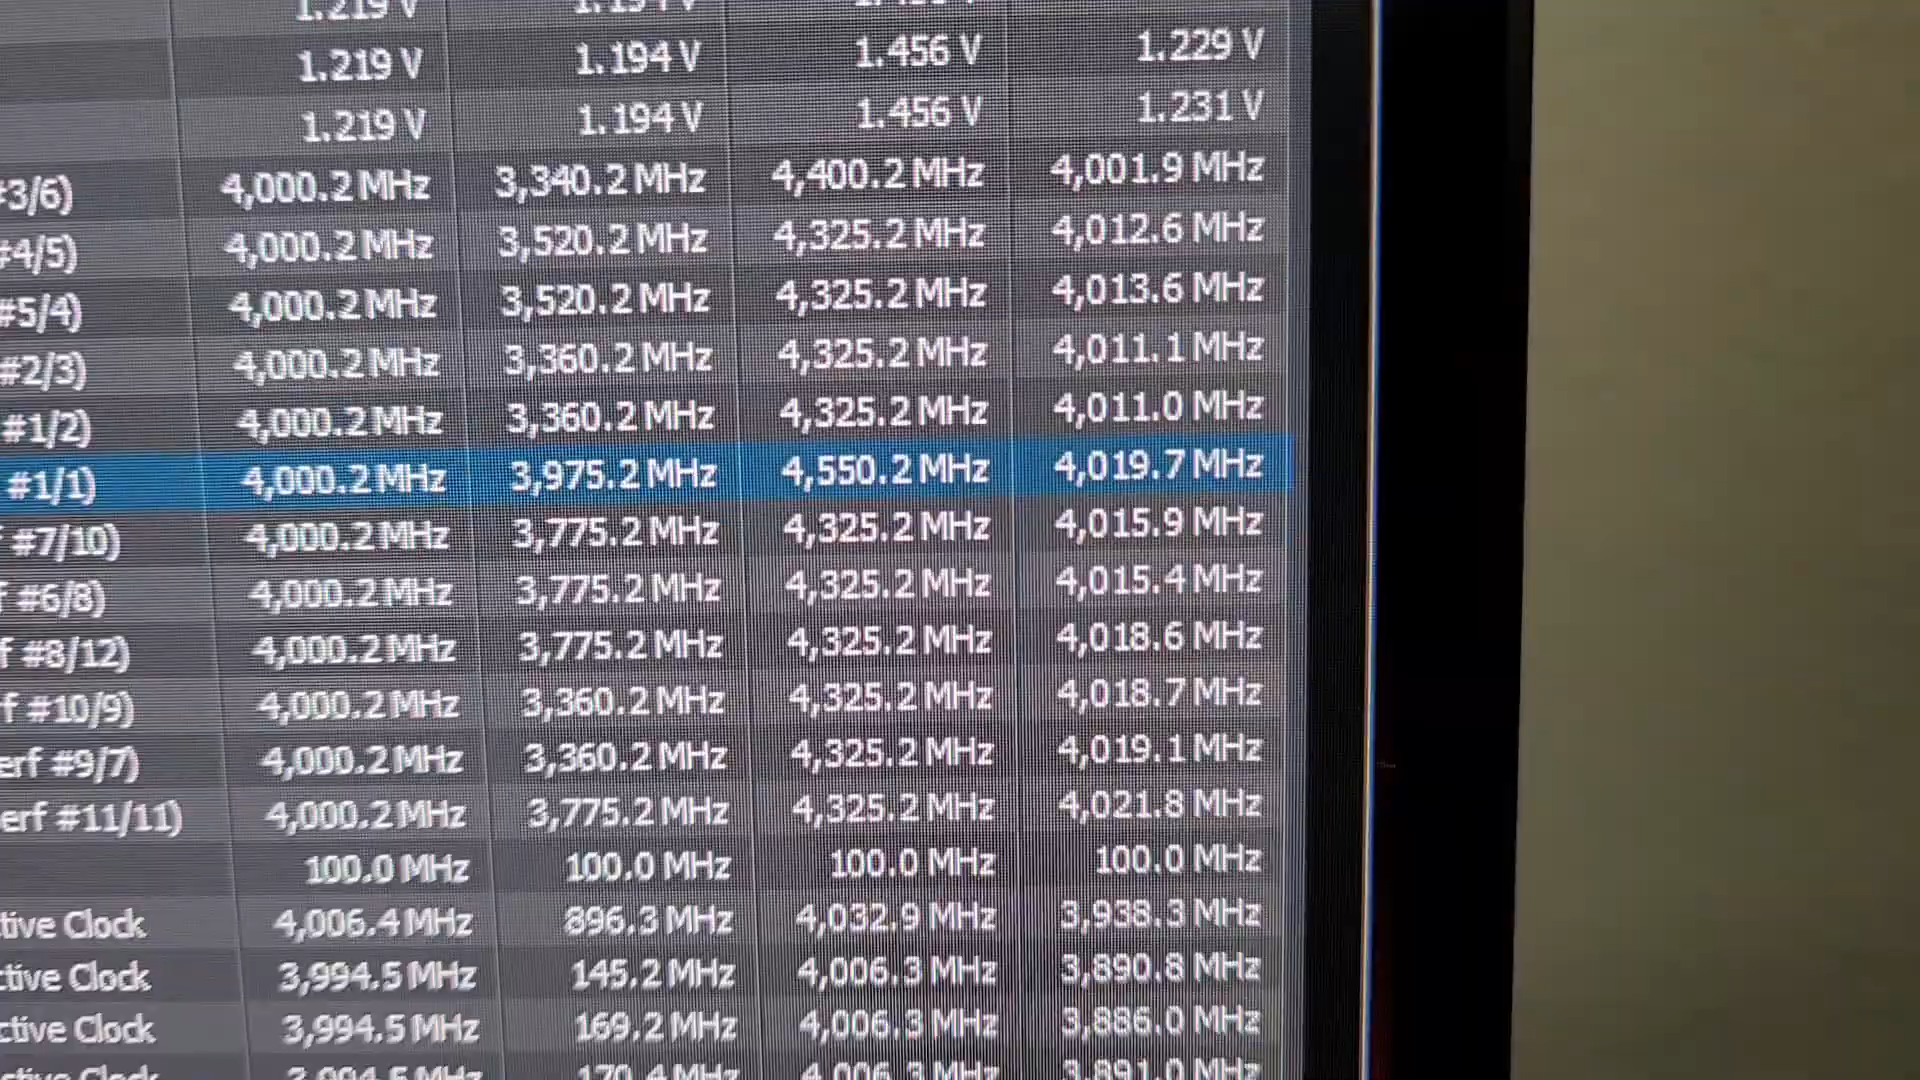 1.219 V 1.194 V 1.456 V 1.229 V
1.219 V 1.194 V 1.456 V 1.231 V
#3/6) 4,000.2 MHz 3,340.2 MHz 4,400.2 MHz 4,001.9 MHz
#4/5) 4,000.2 MHz 3,520.2 MHz 4,325.2 MHz 4,012.6 MHz
#5/4) 4,000.2 MHz 3,520.2 MHz 4,325.2 MHz 4,013.6 MHz
#2/3) 4,000.2 MHz 3,360.2 MHz 4,325.2 MHz 4,011.1 MHz
#1/2) 4,000.2 MHz 3,360.2 MHz 4,325.2 MHz 4,011.0 MHz
#1/1) 4,000.2 MHz 3,975.2 MHz 4,550.2 MHz 4,019.7 MHz
f #7/10) 4,000.2 MHz 3,775.2 MHz 4,325.2 MHz 4,015.9 MHz
f #6/8) 4,000.2 MHz 3,775.2 MHz 4,325.2 MHz 4,015.4 MHz
f #8/12) 4,000.2 MHz 3,775.2 MHz 4,325.2 MHz 4,018.6 MHz
f #10/9) 4,000.2 MHz 3,360.2 MHz 4,325.2 MHz 4,018.7 MHz
erf #9/7) 4,000.2 MHz 3,360.2 MHz 4,325.2 MHz 4,019.1 MHz
erf #11/11) 4,000.2 MHz 3,775.2 MHz 4,325.2 MHz 4,021.8 MHz
100.0 MHz 100.0 MHz 100.0 MHz 100.0 MHz
tive Clock 4,006.4 MHz 896.3 MHz 4,032.9 MHz 3,938.3 MHz
ctive Clock 3,994.5 MHz 145.2 MHz 4,006.3 MHz 3,890.8 MHz
ctive Clock 3,994.5 MHz 169.2 MHz 4,006.3 MHz 3,886.0 MHz
3,994.5 MHz 170.4 MHz 4,006.3 MHz 3,891.0 MHz